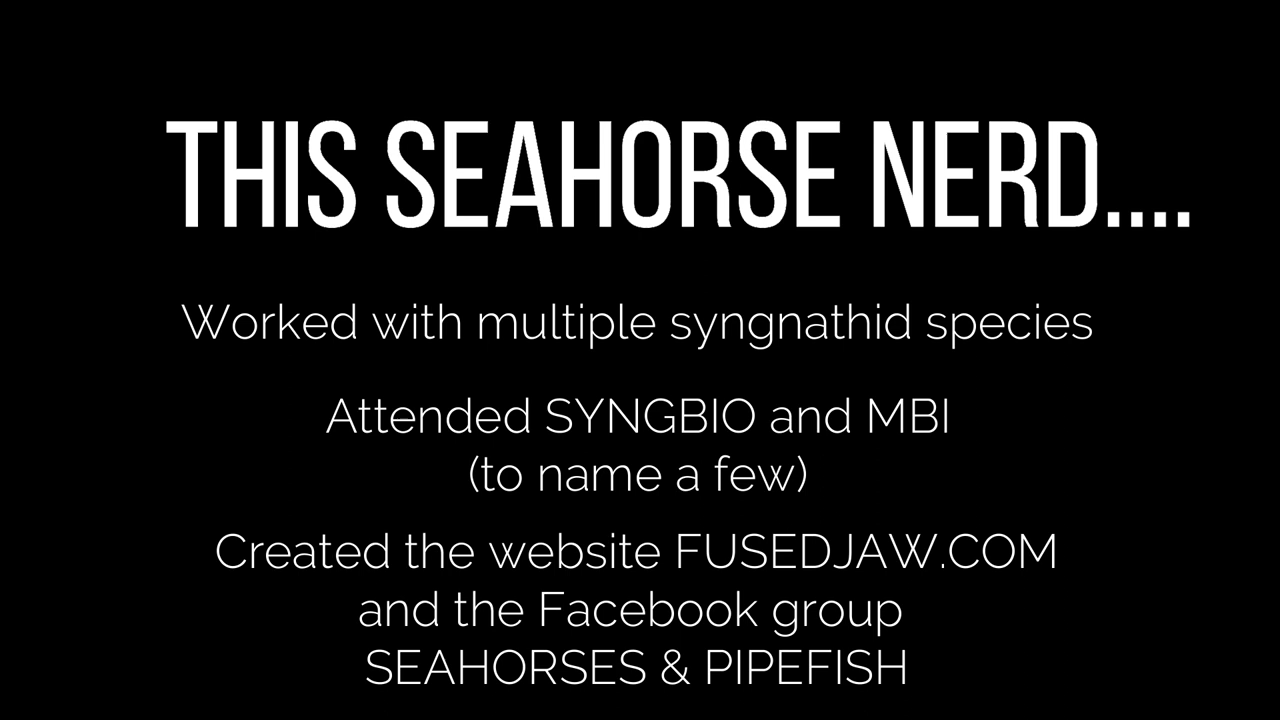 THIS SEAHORSE NERD....
Worked with multiple syngnathid species
Attended SYNGBIO and MBI
(to name a few)
Created the website FUSEDJAW.COM
and the Facebook group
SEAHORSES & PIPEFISH